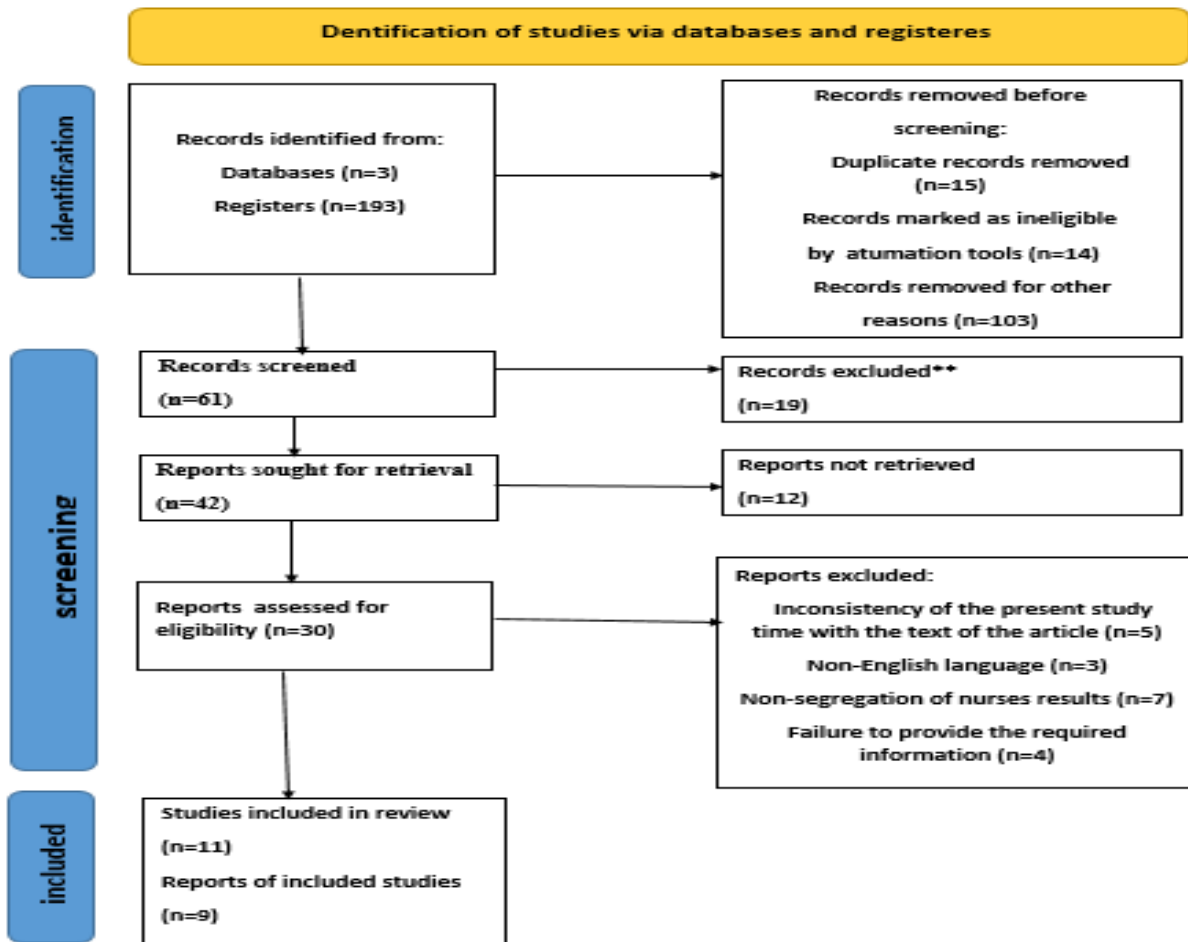 Dentification of studies via databases and registeres
identification
Records identified from:
Databases (n=3)
Registers (n=193)
Records removed before
screening:
Duplicate records removed
(n=15)
Records marked as ineligible
by atumation tools (n=14)
Records removed for other
reasons (n=103)
screening
Records screened
(n=61)
Records excluded**
(n=19)
Reports sought for retrieval
(n=42)
Reports not retrieved
(n=12)
Reports assessed for
eligibility (n=30)
Reports excluded:
Inconsistency of the present study
time with the text of the article (n=5)
Non-English language (n=3)
Non-segregation of nurses results (n=7)
Failure to provide the required
information (n=4)
included
Studies included in review
(n=11)
Reports of included studies
(n=9)